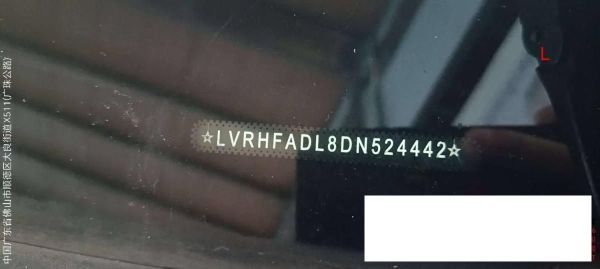 中国广东省佛山市顺德区大良街道X511(广珠公路)
L
☆LVRHFADL8DN524442☆